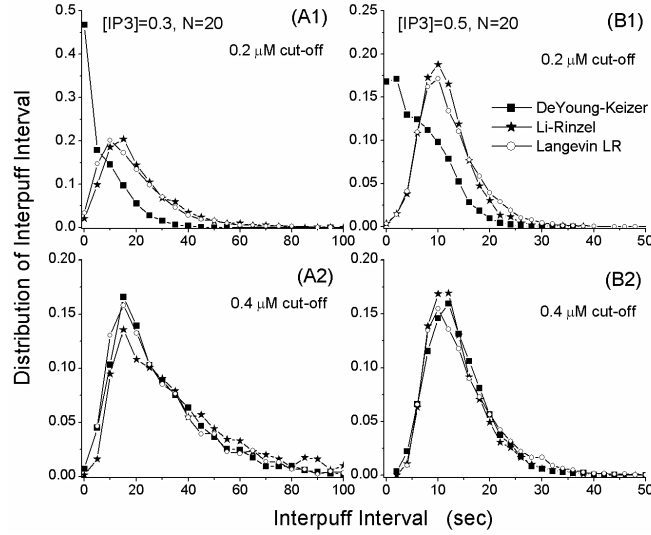 [IP3]=0.3, N=20
(A1)
0.2 μM cut-off
0.5
0.4
0.3
0.2
0.1
0.0
0 20 40 60 80 100
[IP3]=0.5, N=20
(B1)
0.2 μM cut-off
DeYoung-Keizer
Li-Rinzel
Langevin LR
0.25
0.20
0.15
0.10
0.05
0.00
0 10 20 30 40 50
Distribution of Interpuff Interval
(A2)
0.4 μM cut-off
0.20
0.15
0.10
0.05
0.00
0 20 40 60 80 100
(B2)
0.4 μM cut-off
0.20
0.15
0.10
0.05
0.00
0 10 20 30 40 50
Interpuff Interval (sec)